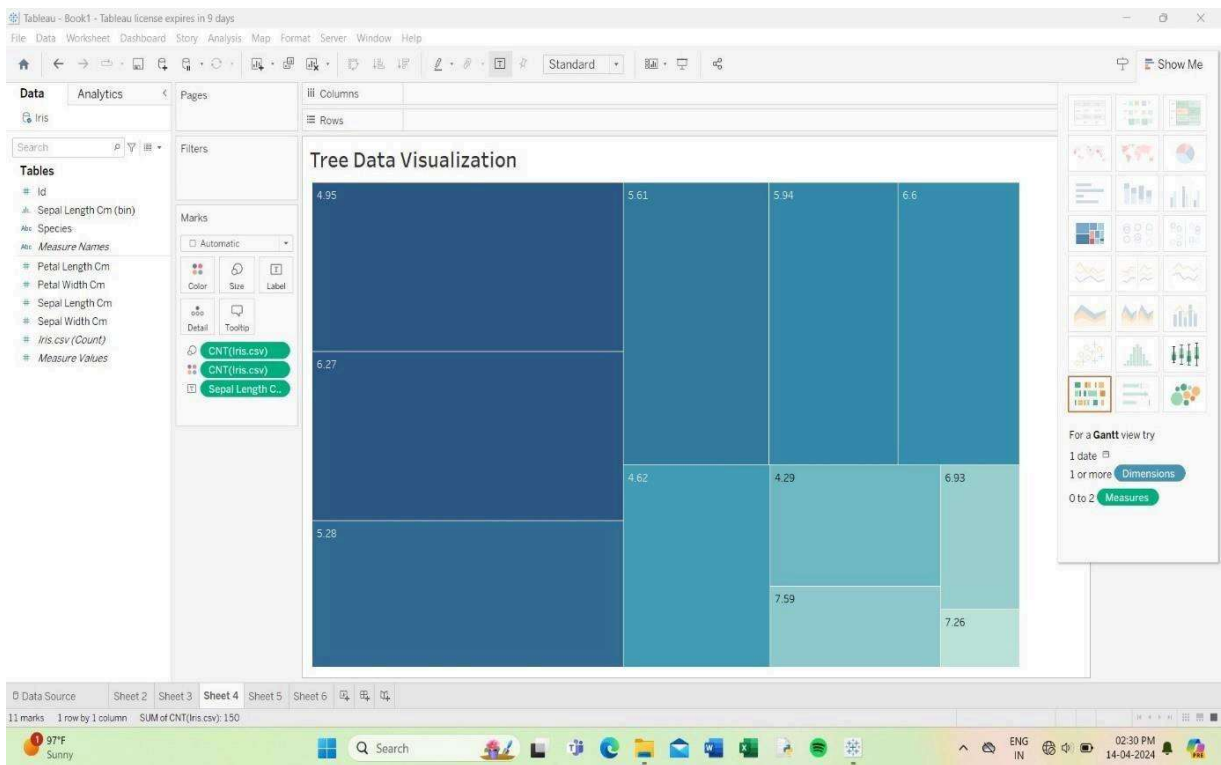 Tableau - Book1 - Tableau license expires in 9 days
File Data Worksheet Dashboard Story Analysis Map Format Server Window Help
Standard
Show Me
Data Analytics
Iris
Search
Tables
Id
Sepal Length Cm (bin)
Abc Species
Abc Measure Names
Petal Length Cm
Petal Width Cm
Sepal Length Cm
Sepal Width Cm
Iris.csv (Count)
Measure Values
Pages
Filters
Marks
Automatic
Color Size Label
Detail Tooltip
CNT(Iris.csv)
CNT(Iris.csv)
Sepal Length C..
Columns
Rows
Tree Data Visualization
4.95 5.61 5.94 6.6
6.27
4.62 4.29 6.93
5.28
7.59
7.26
For a Gantt view try
1 date
1 or more Dimensions
0 to 2 Measures
Data Source Sheet 2 Sheet 3 Sheet 4 Sheet 5 Sheet 6
11 marks 1 row by 1 column SUM of CNT(Iris.csv): 150
1 97°F
Sunny
Search
ENG
IN
02:30 PM
14-04-2024